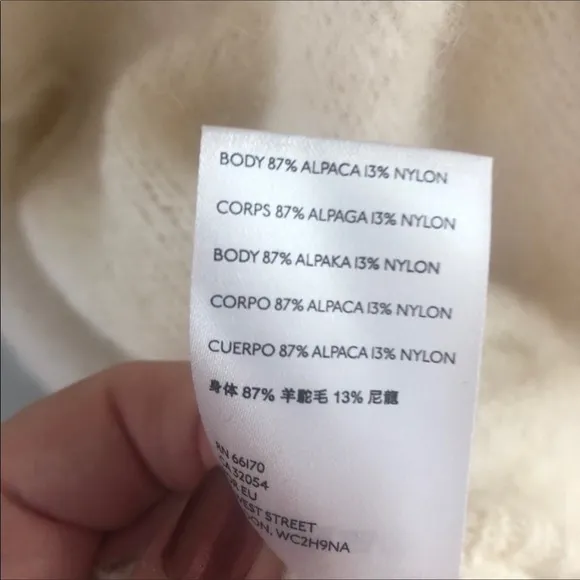 BODY 87% ALPACA 13% NYLON
CORPS 87% ALPAGA 13% NYLON
BODY 87% ALPAKA 13% NYLON
CORPO 87% ALPACA 13% NYLON
CUERPO 87% ALPACA 13% NYLON
身体 87% 羊駝毛 13% 尼龍
RN 66170
CA 32054
EU
STREET
WC2H9NA